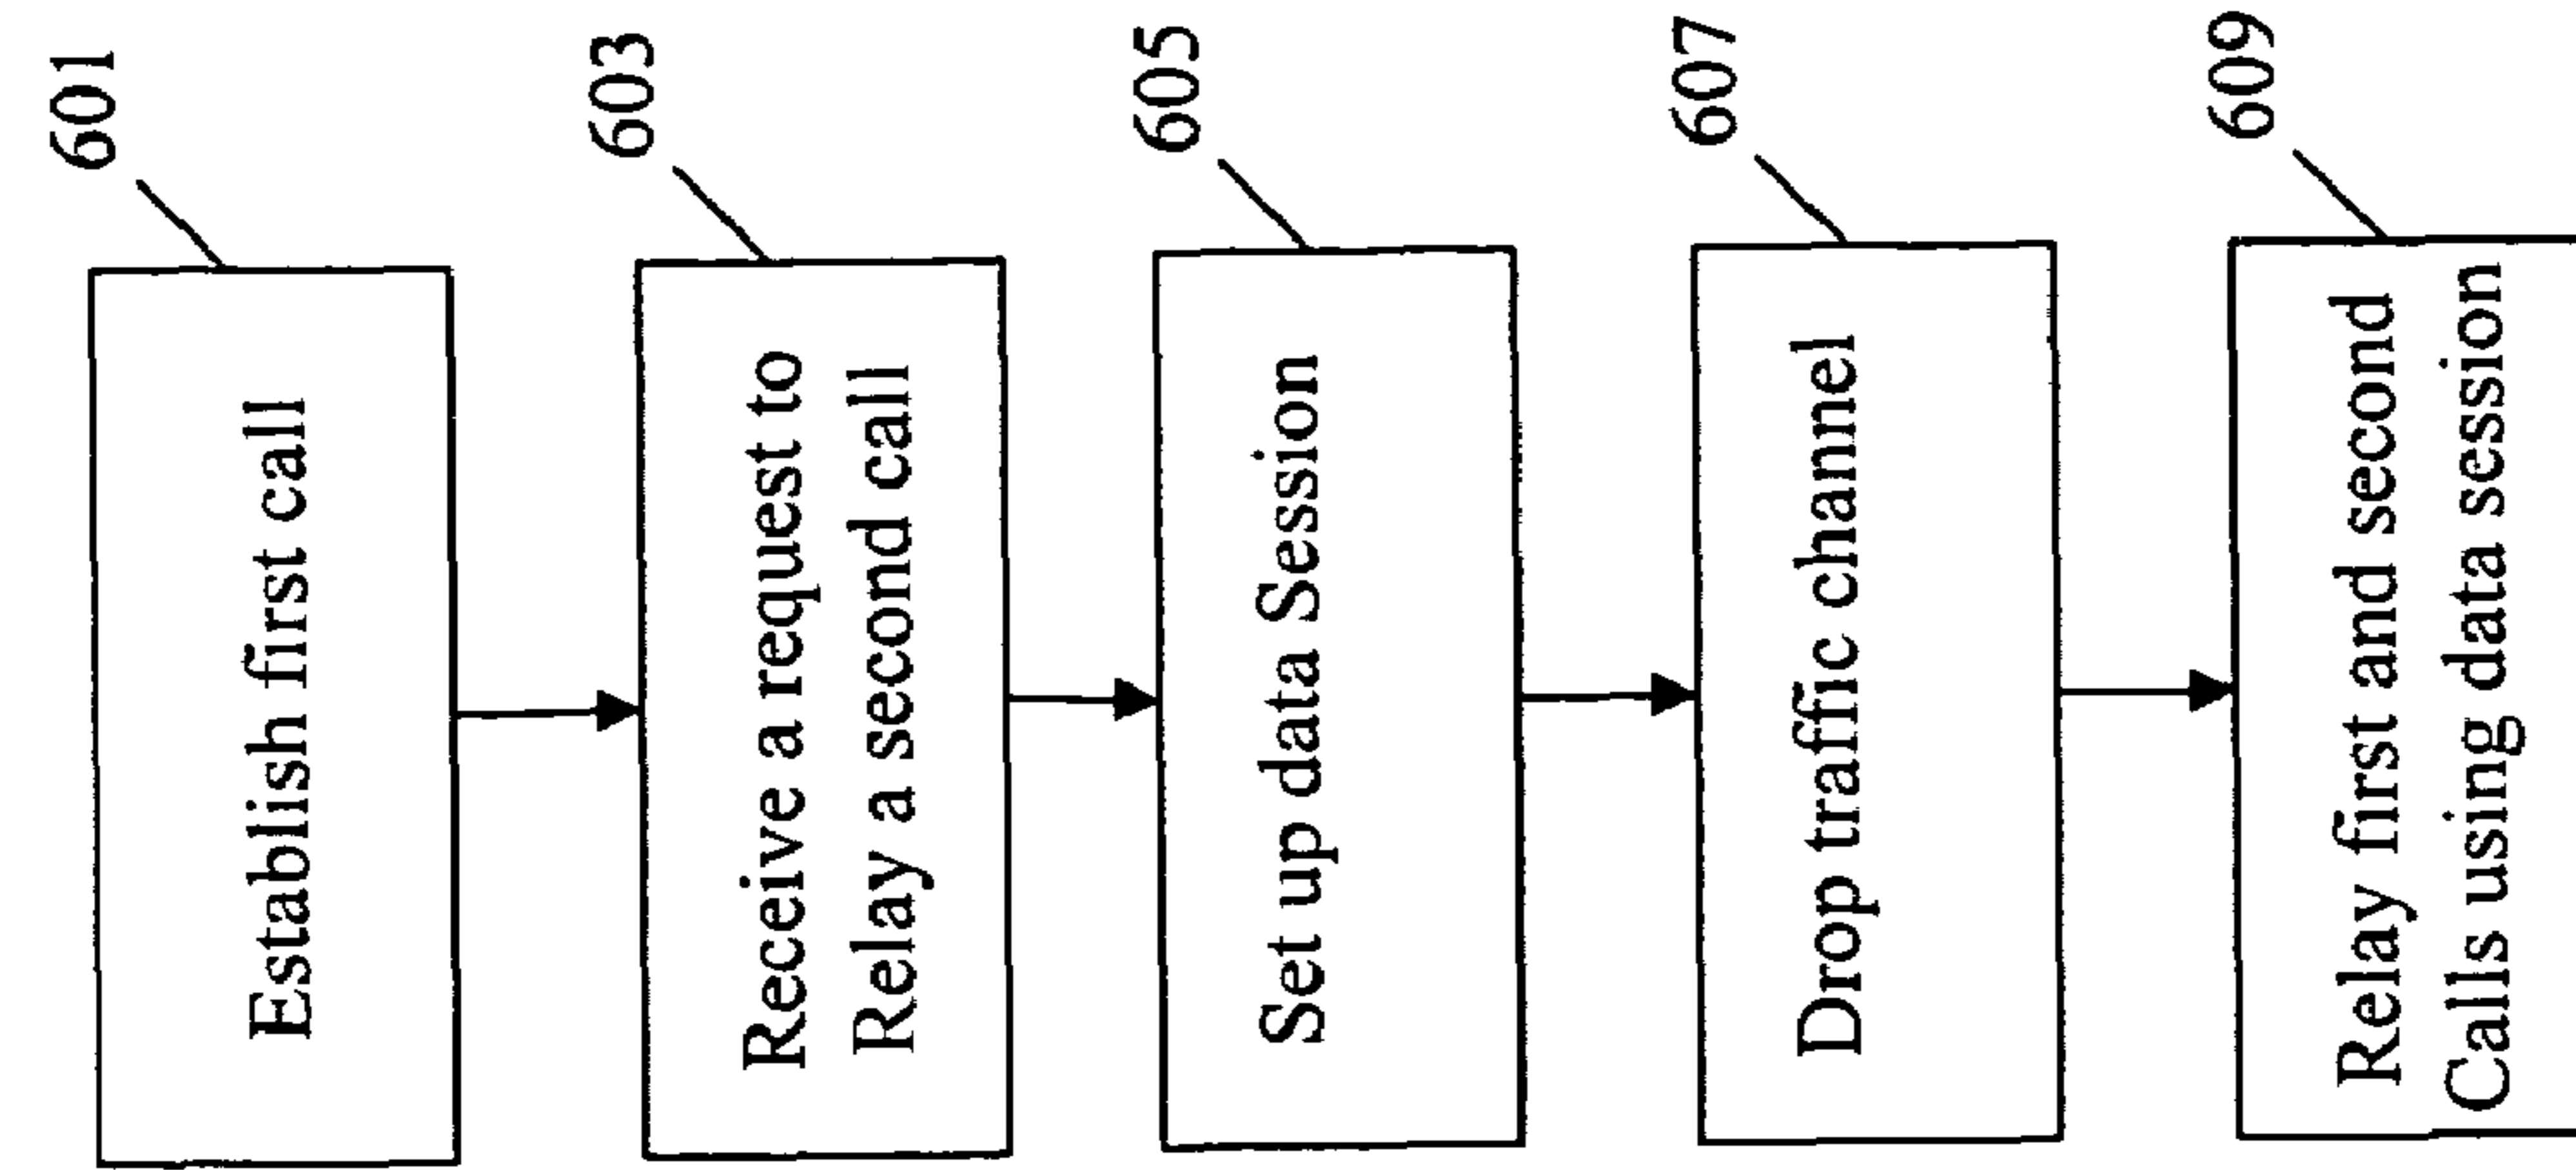 601
Establish first call
603
Receive a request to
Relay a second call
605
Set up data Session
607
Drop traffic channel
609
Relay first and second
Calls using data session